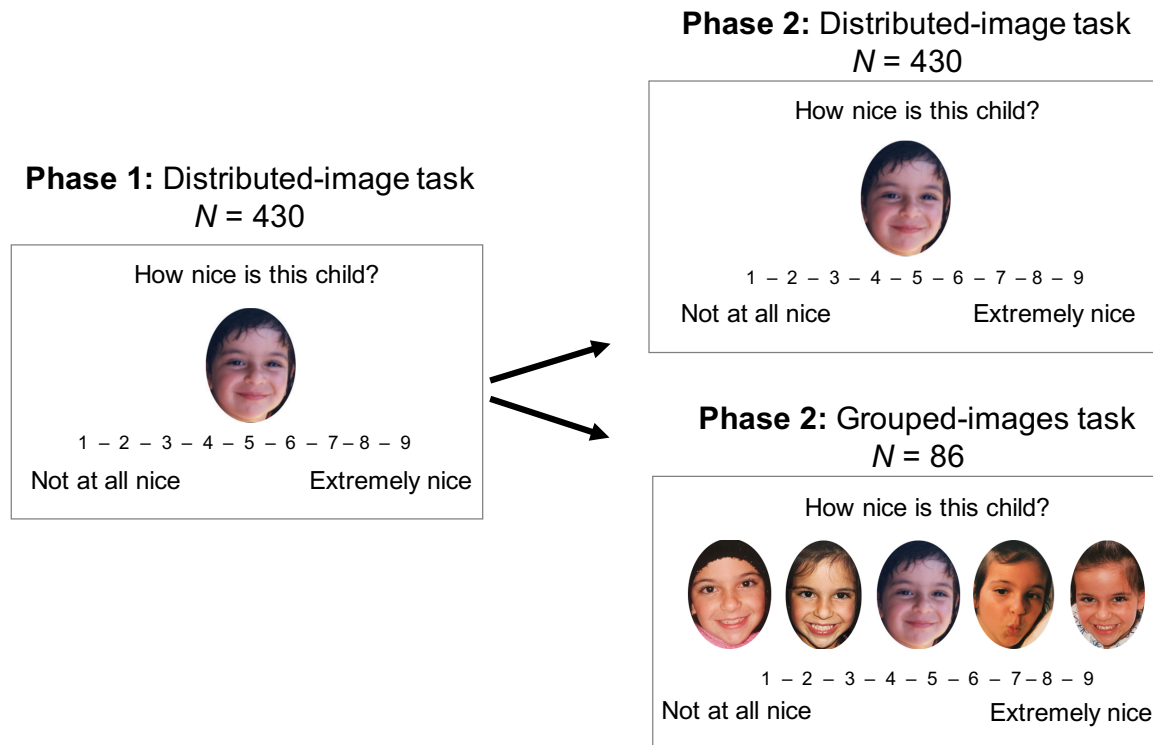 Phase 1: Distributed-image task
N = 430
How nice is this child?
1 – 2 – 3 – 4 – 5 – 6 – 7 – 8 – 9
Not at all nice Extremely nice
Phase 2: Distributed-image task
N = 430
How nice is this child?
1 – 2 – 3 – 4 – 5 – 6 – 7 – 8 – 9
Not at all nice Extremely nice
Phase 2: Grouped-images task
N = 86
How nice is this child?
1 – 2 – 3 – 4 – 5 – 6 – 7 – 8 – 9
Not at all nice Extremely nice